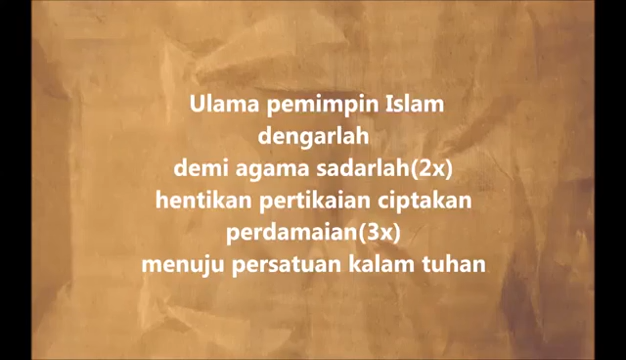 Ulama pemimpin Islam
dengarlah
demi agama sadarlah(2x)
hentikan pertikaian ciptakan
perdamaian(3x)
menuju persatuan kalam tuhan